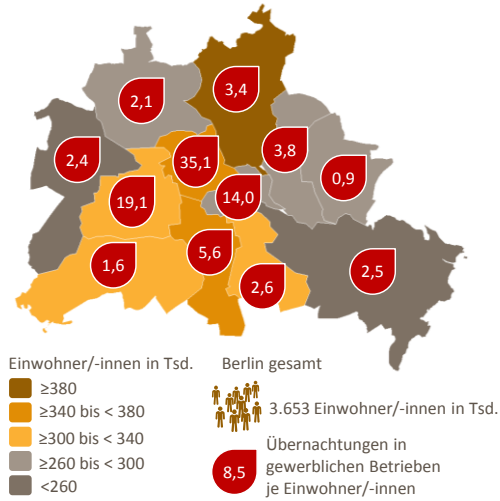 3,4
2,1
3,8
2,4
35,1
0,9
19,1
14,0
5,6
1,6
2,6
2,5
Einwohner/-innen in Tsd.
≥380
≥340 bis < 380
≥300 bis < 340
≥260 bis < 300
<260
Berlin gesamt
3.653 Einwohner/-innen in Tsd.
8,5
Übernachtungen in
gewerblichen Betrieben
je Einwohner/-innen